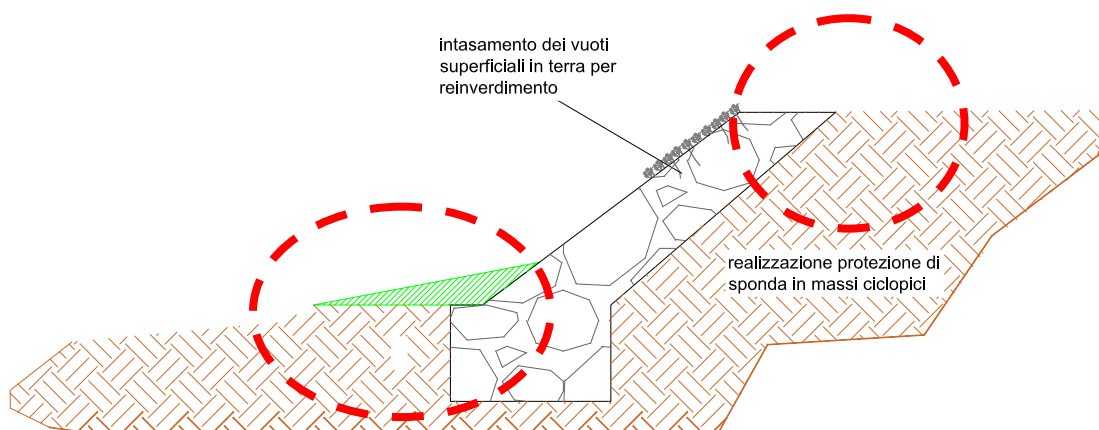 intasamento dei vuoti
superficiali in terra per
reinverdimento
realizzazione protezione di
sponda in massi ciclopici